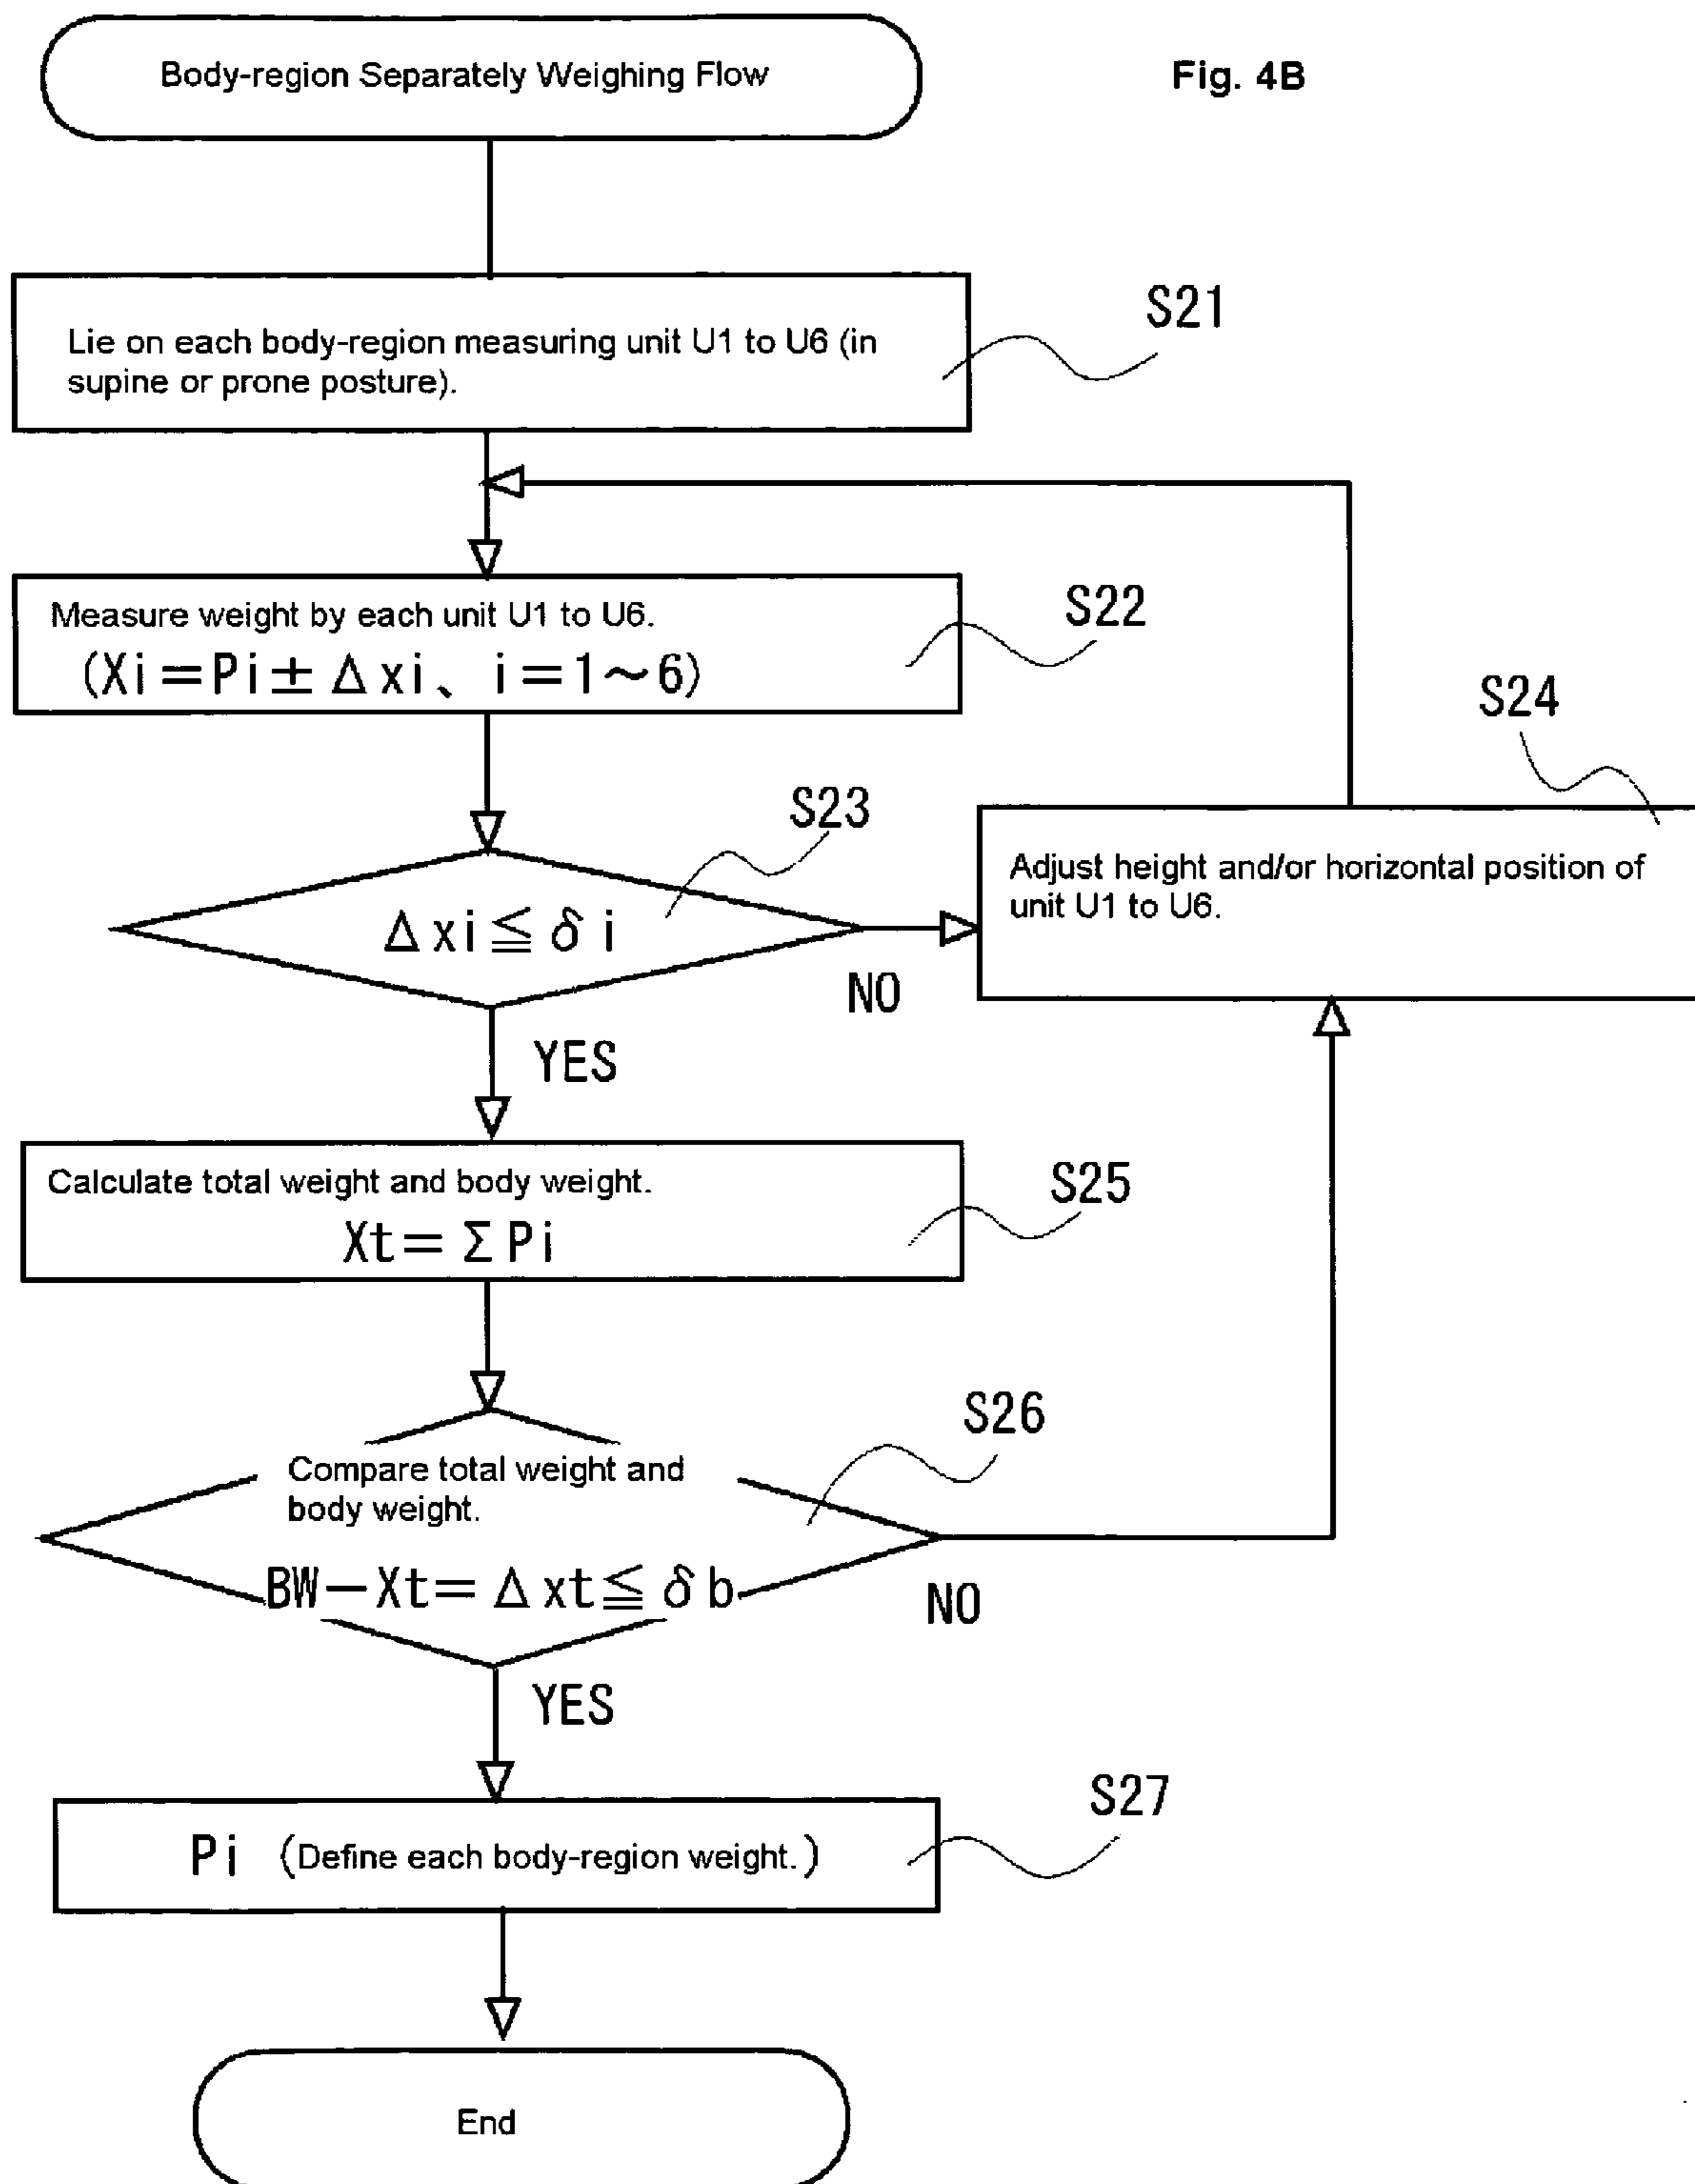 Body-region Separately Weighing Flow
Fig. 4B
Lie on each body-region measuring unit U1 to U6 (in
supine or prone posture).
S21
Measure weight by each unit U1 to U6.
(Xi=Pi± Δxi、i=1~6)
S22
S24
S23
Adjust height and/or horizontal position of
unit U1 to U6.
Δxi≦δi
NO
YES
Calculate total weight and body weight.
Xt=ΣPi
S25
S26
Compare total weight and
body weight.
BW-Xt=Δxt≦δb
NO
YES
S27
Pi (Define each body-region weight.)
End